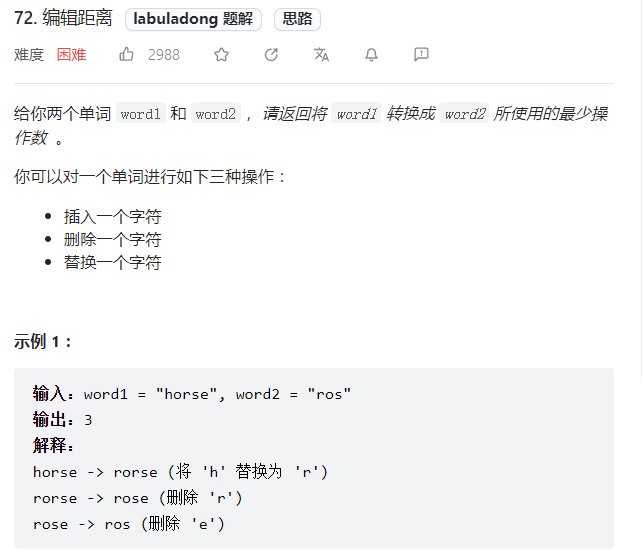 72. 编辑距离 labuladong 题解 思路
难度 困难 2988
给你两个单词 word1 和 word2 ，请返回将 word1 转换成 word2 所使用的最少操
作数 。
你可以对一个单词进行如下三种操作：
• 插入一个字符
• 删除一个字符
• 替换一个字符
示例 1：
输入：word1 = "horse", word2 = "ros"
输出：3
解释：
horse -> rorse (将 'h' 替换为 'r')
rorse -> rose (删除 'r')
rose -> ros (删除 'e')